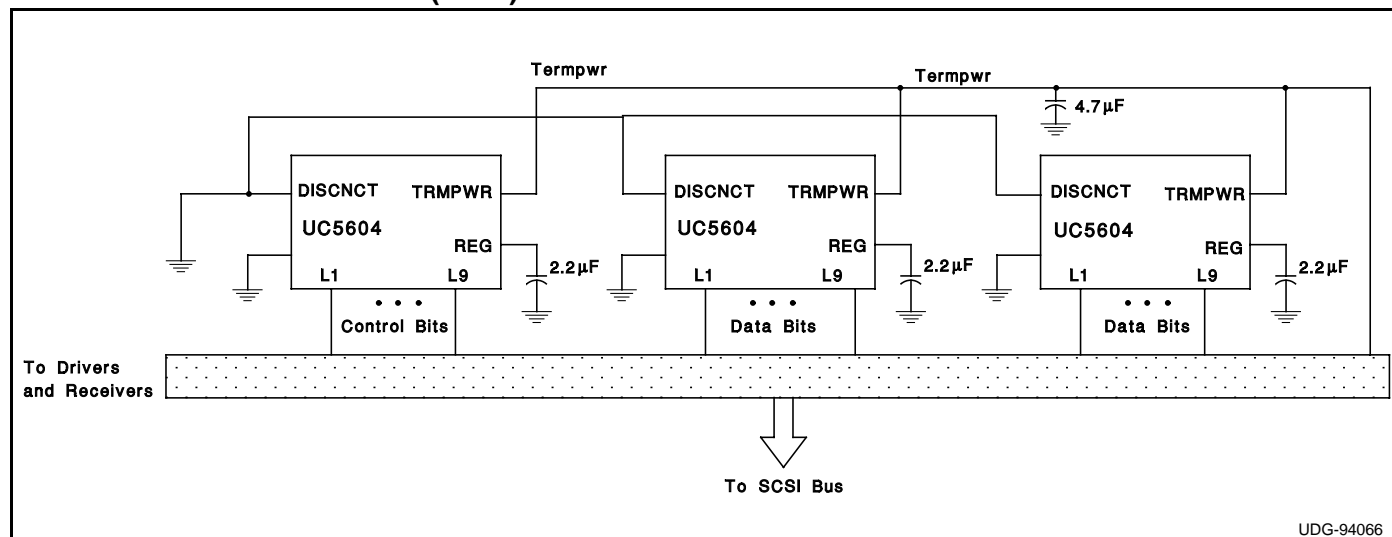 Termpwr
Termpwr
4.7µF
DISCNCT TRMPWR
UC5604
REG
L1 L9
2.2µF
Control Bits
DISCNCT TRMPWR
UC5604
REG
L1 L9
2.2µF
Data Bits
DISCNCT TRMPWR
UC5604
REG
L1 L9
2.2µF
Data Bits
To Drivers
and Receivers
To SCSI Bus
UDG-94066